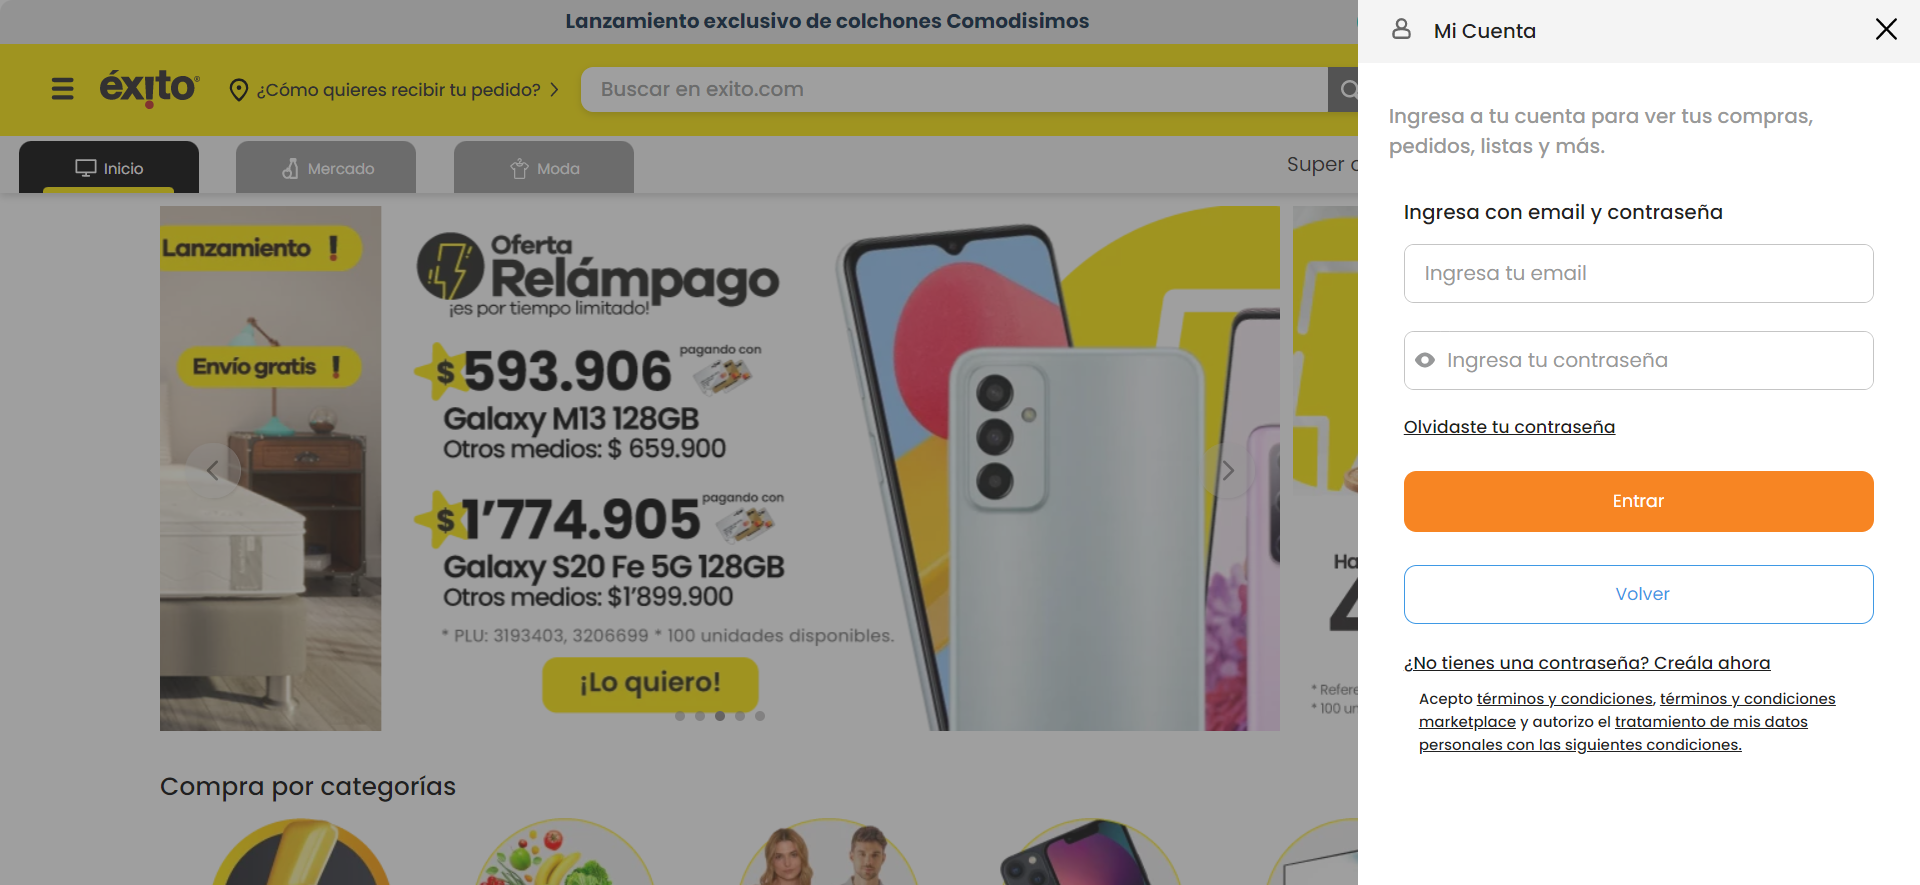 Lanzamiento exclusivo de colchones Comodisimos
éxito
¿Cómo quieres recibir tu pedido?
Buscar en exito.com
Inicio
Mercado
Moda
Super
Lanzamiento !
Envío gratis !
Oferta
Relámpago
¡es por tiempo limitado!
$ 593.906 pagando con
Galaxy M13 128GB
Otros medios: $ 659.900
$ 1'774.905 pagando con
Galaxy S20 Fe 5G 128GB
Otros medios: $1'899.900
* PLU: 3193403, 3206699 * 100 unidades disponibles.
¡Lo quiero!
Ha
4
* Refere
* 100 un
Compra por categorías
Mi Cuenta
Ingresa a tu cuenta para ver tus compras,
pedidos, listas y más.
Ingresa con email y contraseña
Ingresa tu email
Ingresa tu contraseña
Olvidaste tu contraseña
Entrar
Volver
¿No tienes una contraseña? Creála ahora
Acepto términos y condiciones, términos y condiciones
marketplace y autorizo el tratamiento de mis datos
personales con las siguientes condiciones.